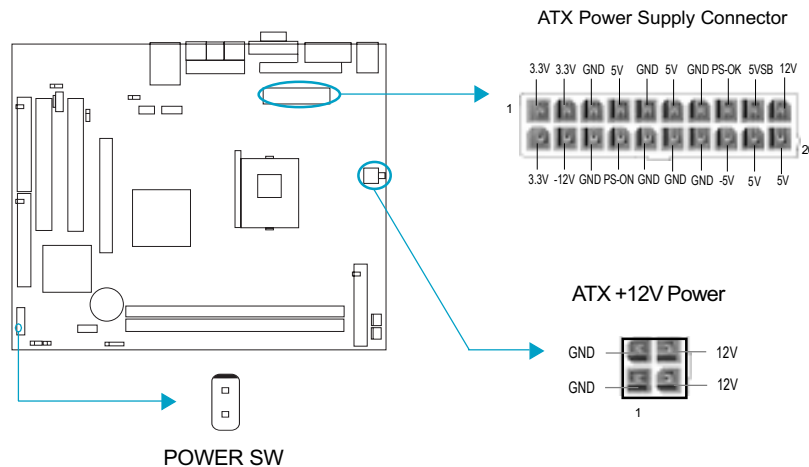 ATX Power Supply Connector
3.3V 3.3V GND 5V GND 5V GND PS-OK 5VSB 12V
1
20
3.3V -12V GND PS-ON GND GND GND -5V 5V 5V
ATX +12V Power
GND 12V
GND 12V
1
POWER SW